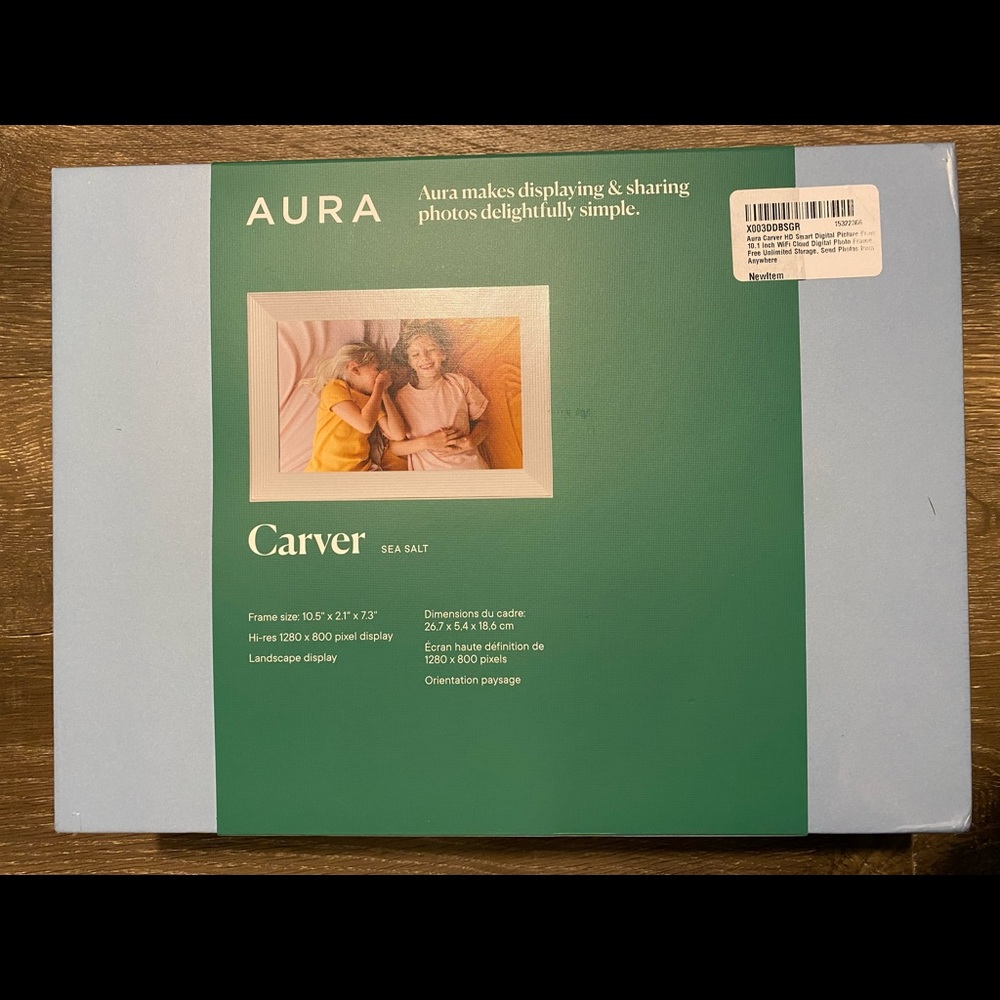 AURA
Aura makes displaying & sharing
photos delightfully simple.
X003DDBSGR
Aura Carver HD Smart Digital Picture
10.1 Inch WiFi Cloud Digital Photo Frame,
Free Unlimited Storage, Send Photos from
Anywhere
NewItem
Carver SEA SALT
Frame size: 10.5" x 2.1" x 7.3"
Hi-res 1280 x 800 pixel display
Landscape display
Dimensions du cadre:
26,7 x 5,4 x 18,6 cm
Écran haute définition de
1280 x 800 pixels
Orientation paysage